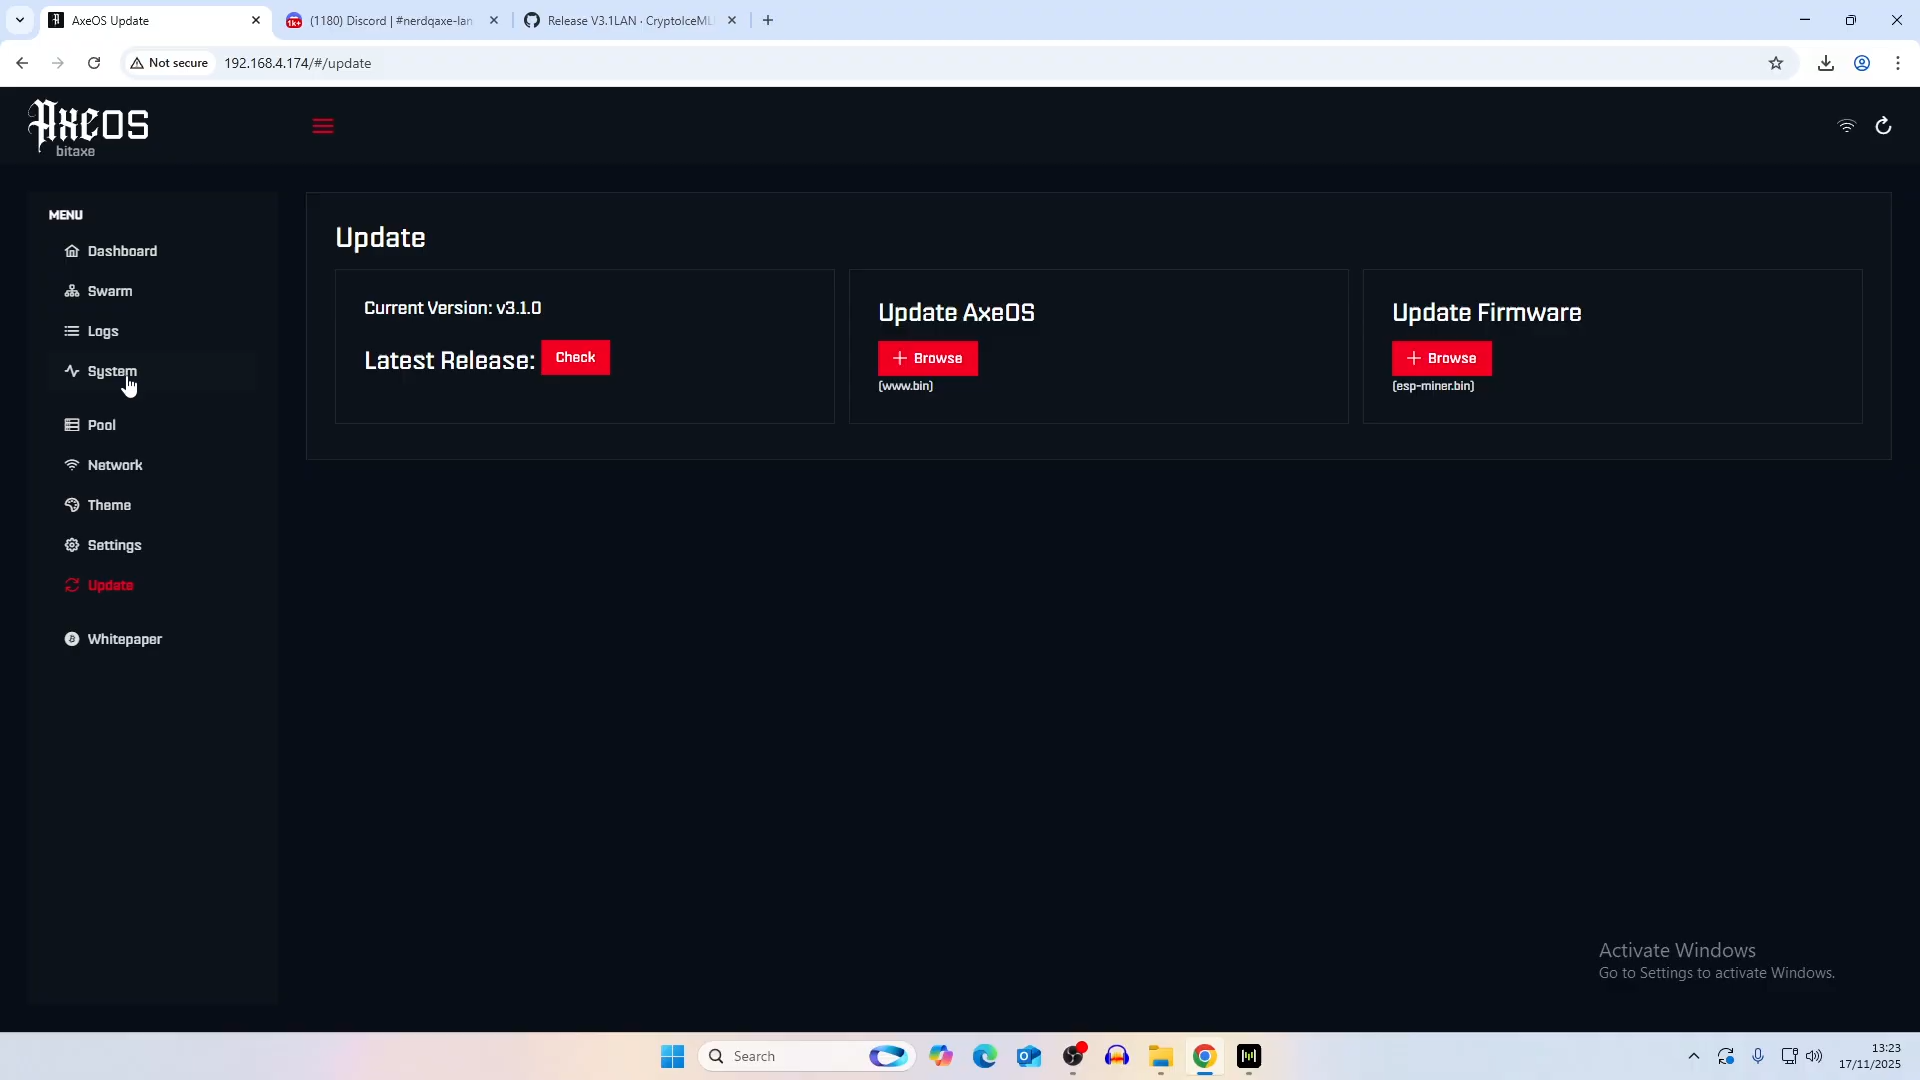 AxeOS Update
(1180) Discord | #nerdqaxe-lan
Release V3.1LAN · CryptoIceML
Not secure
192.168.4.174/#/update
AxeOS
bitaxe
MENU
Dashboard
Swarm
Logs
System
Pool
Network
Theme
Settings
Update
Whitepaper
Update
Current Version: v3.1.0
Latest Release: Check
Update AxeOS
Browse
(www.bin)
Update Firmware
Browse
(esp-miner.bin)
Activate Windows
Go to Settings to activate Windows.
Search
13:23
17/11/2025